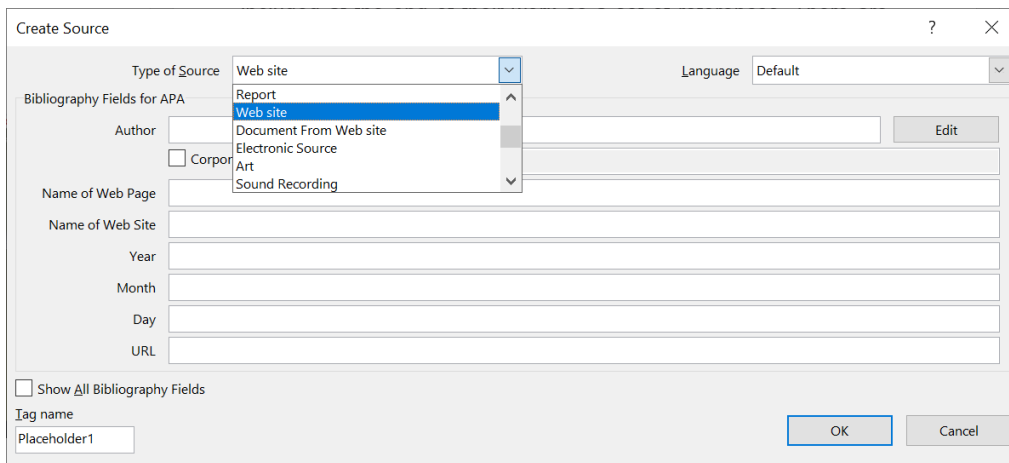 Create Source ? ×
Type of Source Web site Language Default
Report
Bibliography Fields for APA
Web site
Author Document From Web site Edit
Electronic Source
Corpor
Art
Sound Recording
Name of Web Page
Name of Web Site
Year
Month
Day
URL
Show All Bibliography Fields
Tag name
Placeholder1
OK Cancel